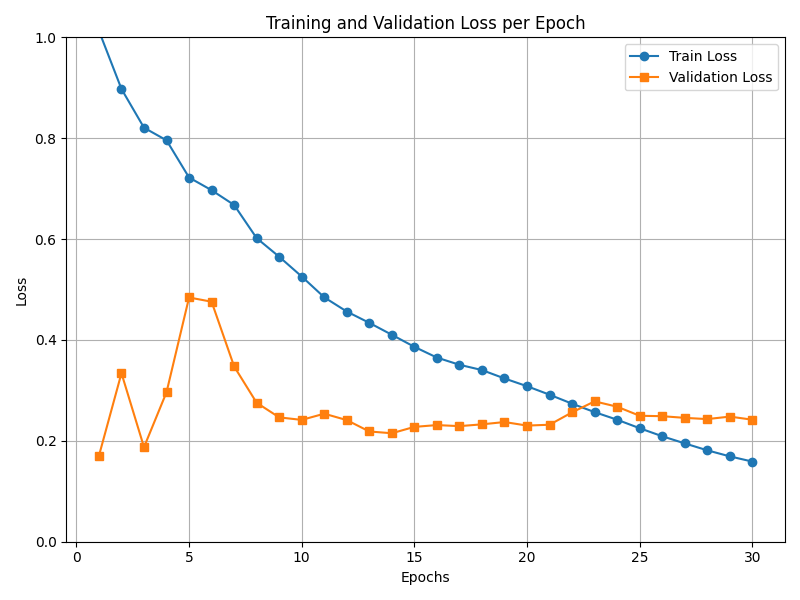 Training and Validation Loss per Epoch
Train Loss
Validation Loss
Loss
1.0
0.8
0.6
0.4
0.2
0.0
0 5 10 15 20 25 30
Epochs